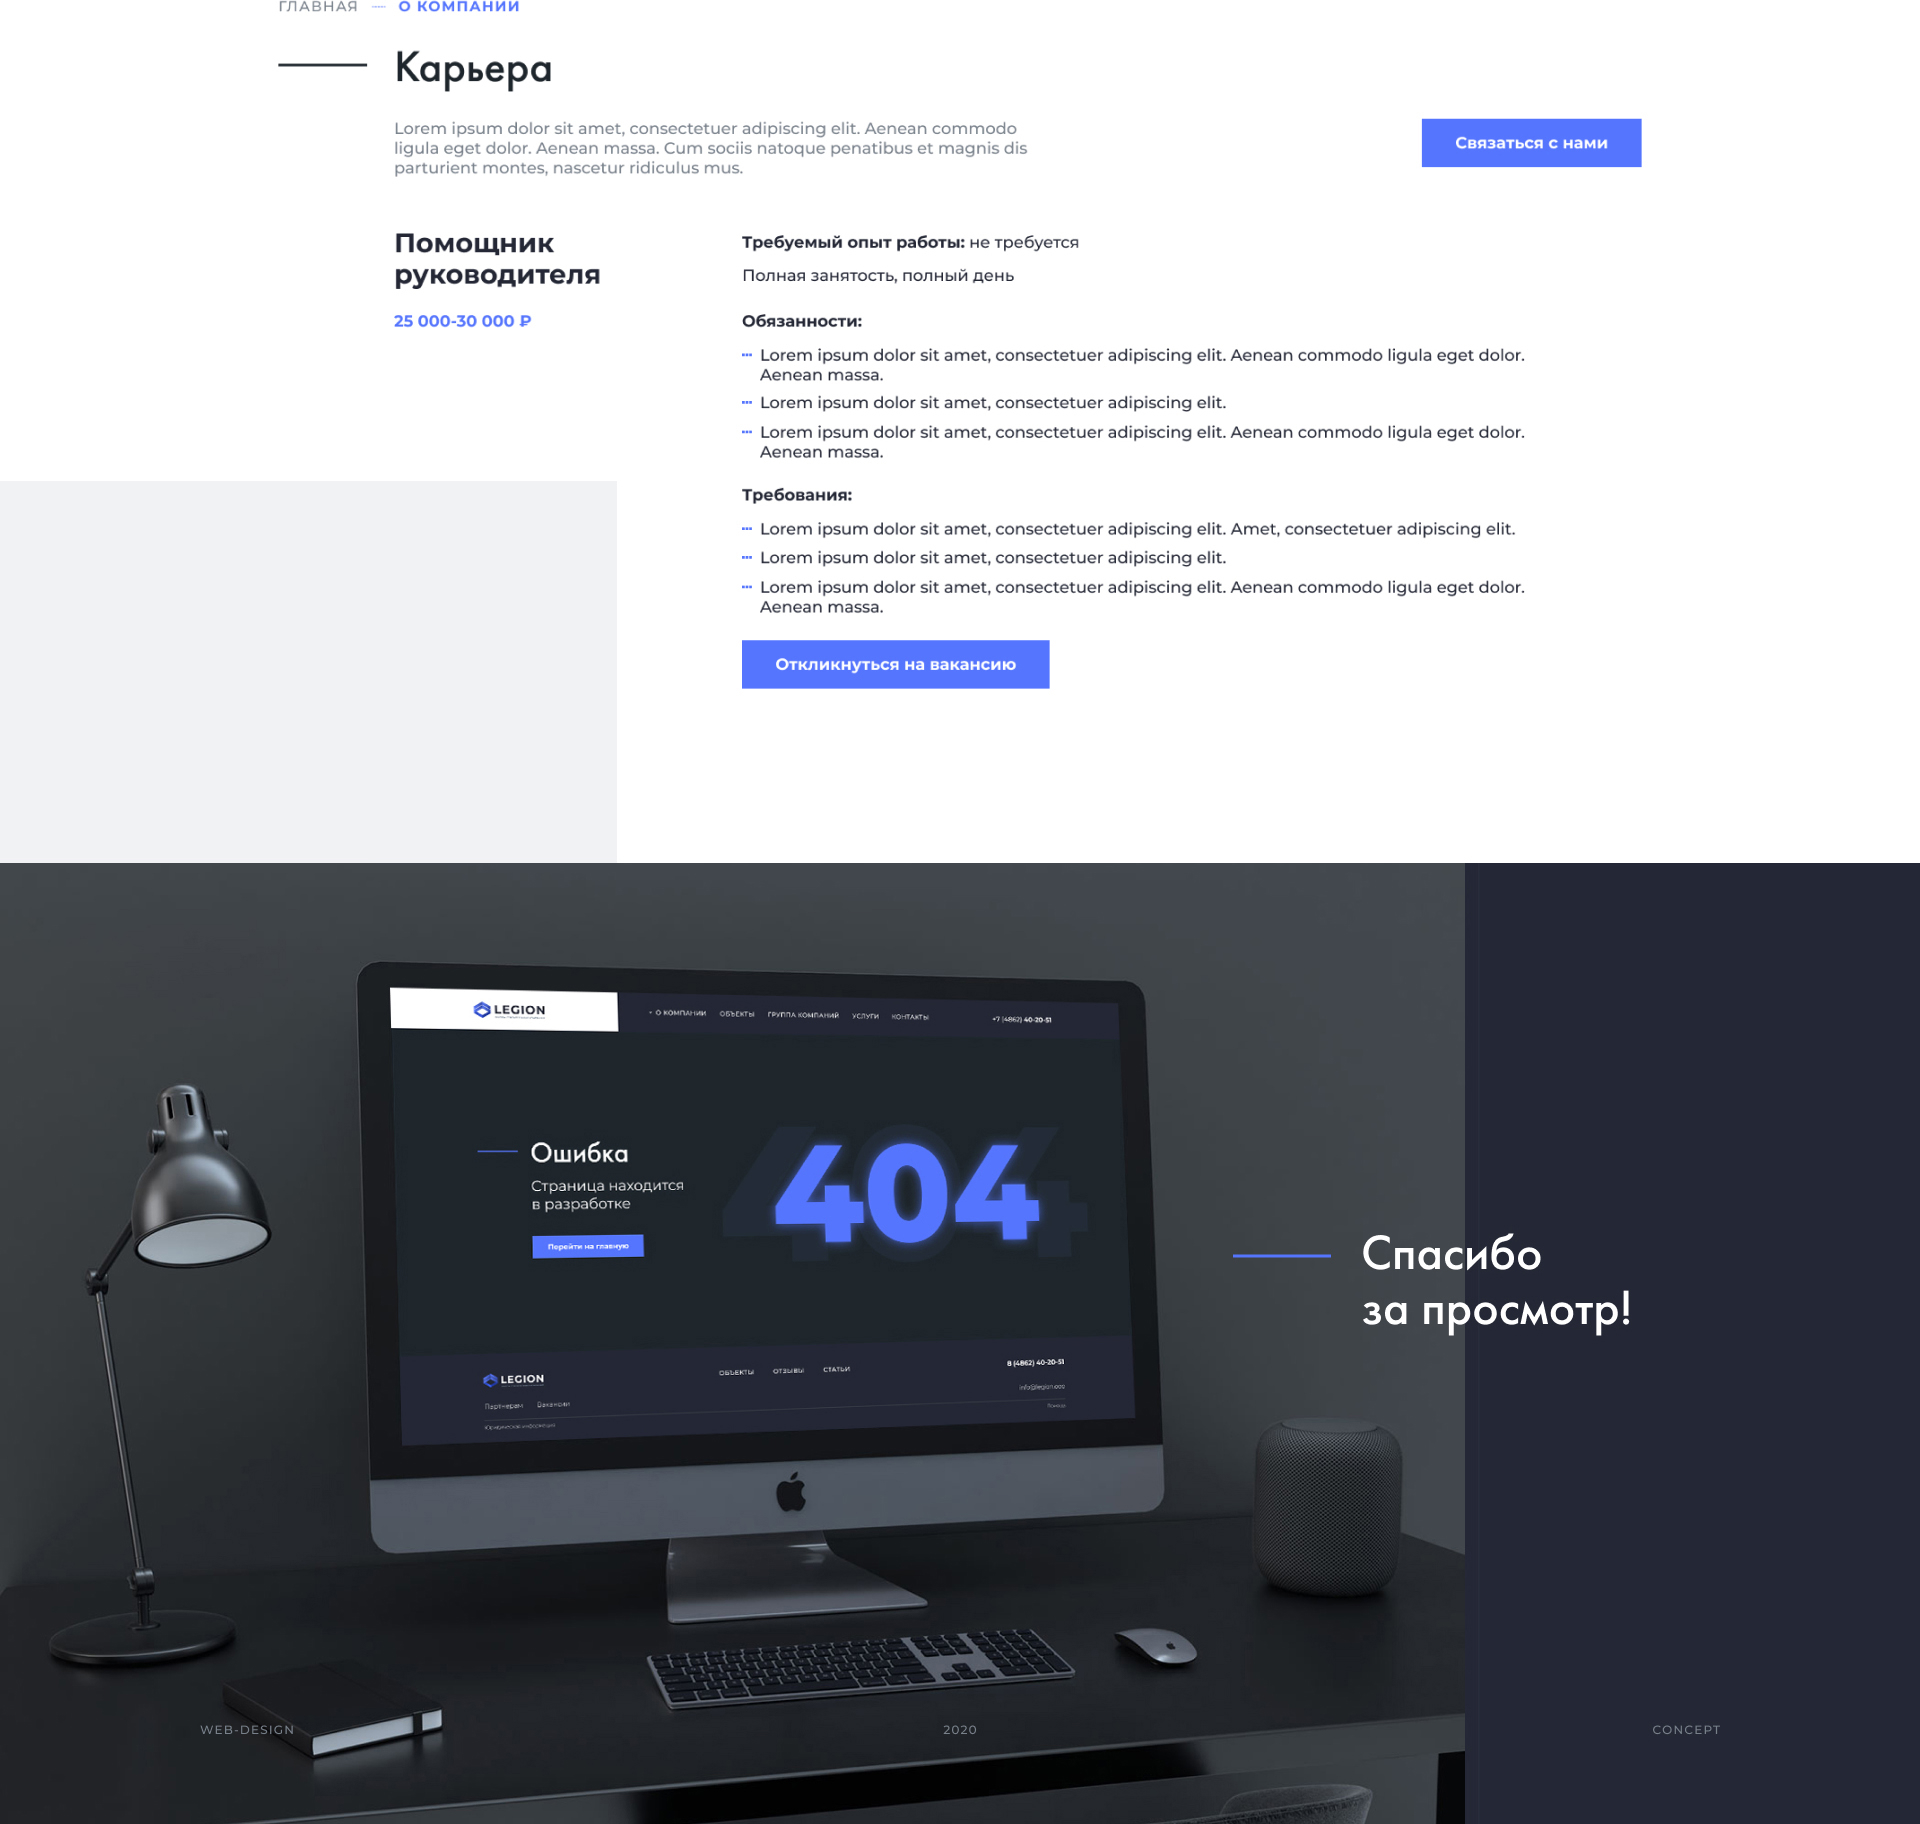 ГЛАВНАЯ
О КОМПАНИИ
Карьера
Lorem ipsum dolor sit amet, consectetuer adipiscing elit. Aenean commodo
ligula eget dolor. Aenean massa. Cum sociis natoque penatibus et magnis dis
parturient montes, nascetur ridiculus mus.
Связаться с нами
Помощник
руководителя
25 000-30 000 ₽
Требуемый опыт работы: не требуется
Полная занятость, полный день
Обязанности:
Lorem ipsum dolor sit amet, consectetuer adipiscing elit. Aenean commodo ligula eget dolor.
Aenean massa.
Lorem ipsum dolor sit amet, consectetuer adipiscing elit.
Lorem ipsum dolor sit amet, consectetuer adipiscing elit. Aenean commodo ligula eget dolor.
Aenean massa.
Требования:
Lorem ipsum dolor sit amet, consectetuer adipiscing elit. Amet, consectetuer adipiscing elit.
Lorem ipsum dolor sit amet, consectetuer adipiscing elit.
Lorem ipsum dolor sit amet, consectetuer adipiscing elit. Aenean commodo ligula eget dolor.
Aenean massa.
Откликнуться на вакансию
LEGION
О КОМПАНИИ ОБЪЕКТЫ ГРУППА КОМПАНИЙ УСЛУГИ КОНТАКТЫ
+7 (4862) 40-20-51
Ошибка
Страница находится
в разработке
Перейти на главную
404
LEGION
ОБЪЕКТЫ ОТЗЫВЫ СТАТЬИ
8 (4862) 40-20-51
Партнерам Вакансии
Юридическая информация
Спасибо
за просмотр!
WEB-DESIGN
2020
CONCEPT